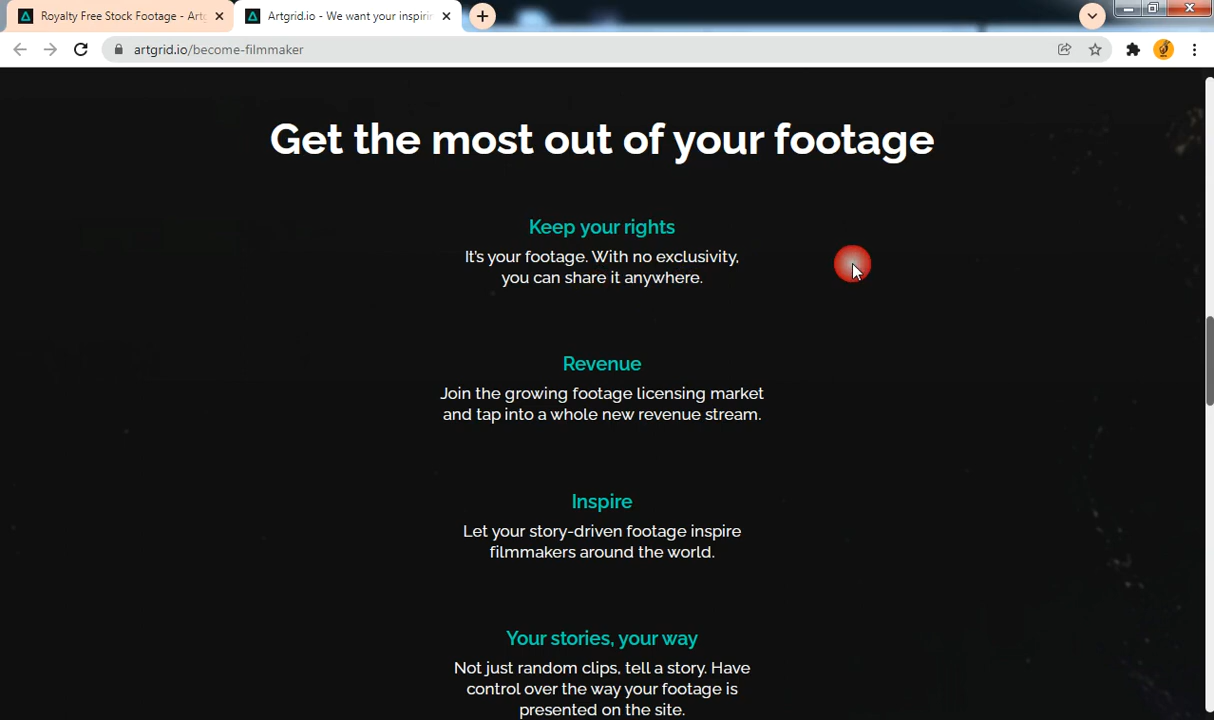 Royalty Free Stock Footage - Art
Artgrid.io - We want your inspiri
artgrid.io/become-filmmaker
Get the most out of your footage
Keep your rights
It's your footage. With no exclusivity,
you can share it anywhere.
Revenue
Join the growing footage licensing market
and tap into a whole new revenue stream.
Inspire
Let your story-driven footage inspire
filmmakers around the world.
Your stories, your way
Not just random clips, tell a story. Have
control over the way your footage is
presented on the site.